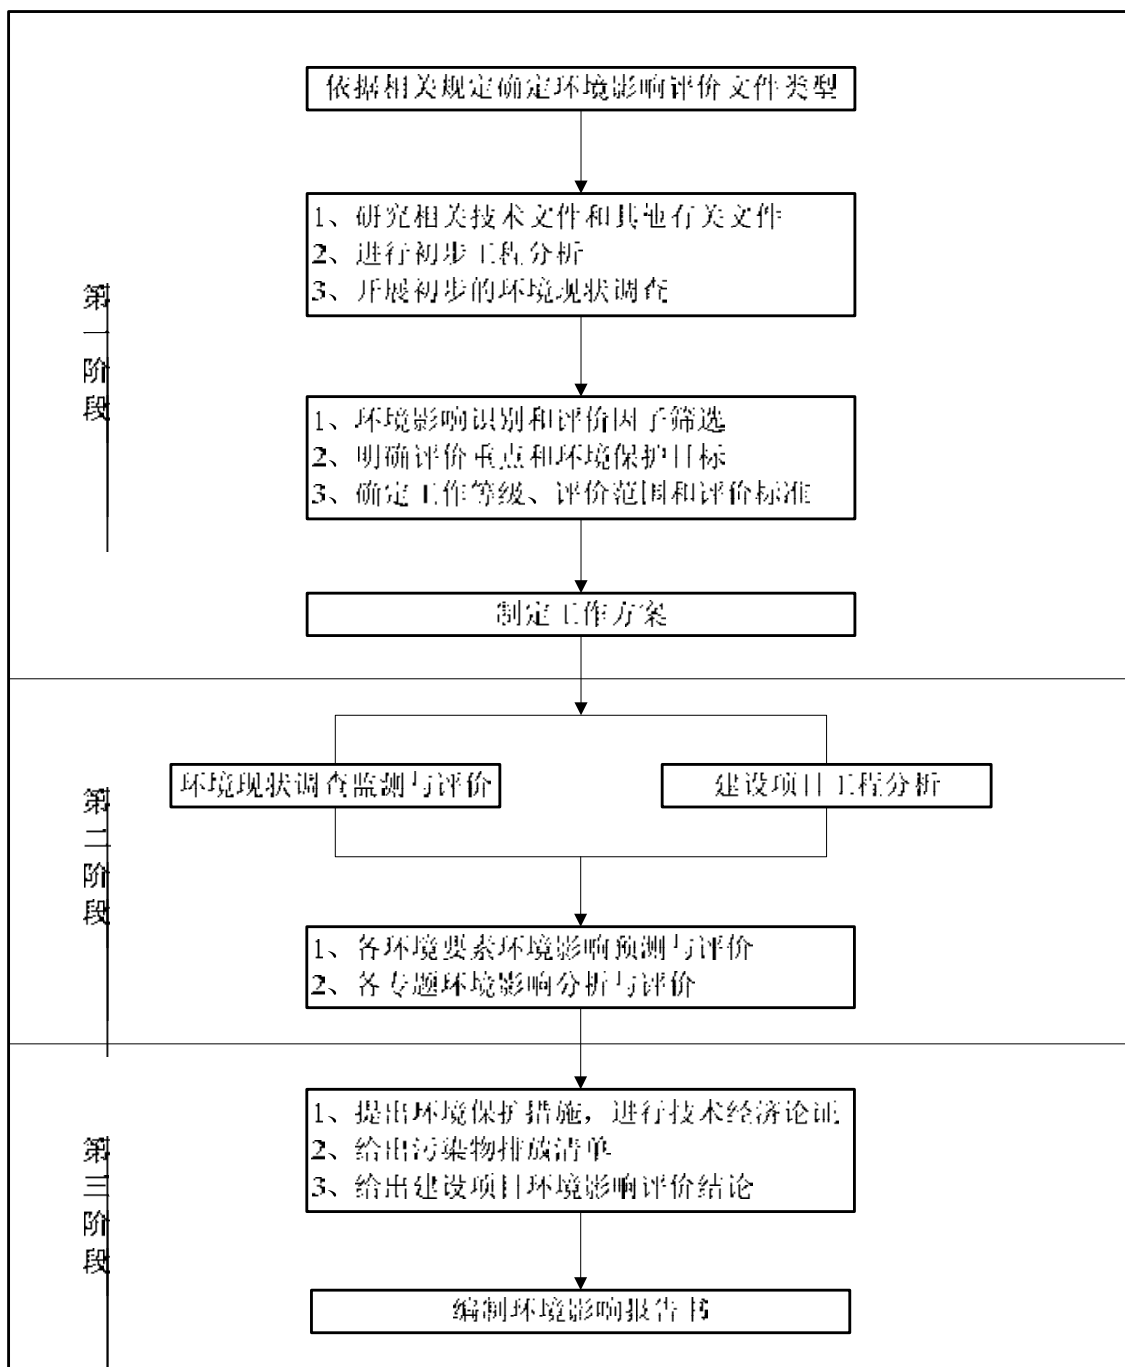 依据相关规定确定环境影响评价文件类型
1、研究相关技术文件和其他有关文件
2、进行初步工程分析
3、开展初步的环境现状调查
第一阶段
1、环境影响识别和评价因子筛选
2、明确评价重点和环境保护目标
3、确定工作等级、评价范围和评价标准
制定工作方案
环境现状调查监测与评价
建设项目工程分析
第二阶段
1、各环境要素环境影响预测与评价
2、各专题环境影响分析与评价
1、提出环境保护措施，进行技术经济论证
2、给出污染物排放清单
3、给出建设项目环境影响评价结论
第三阶段
编制环境影响报告书